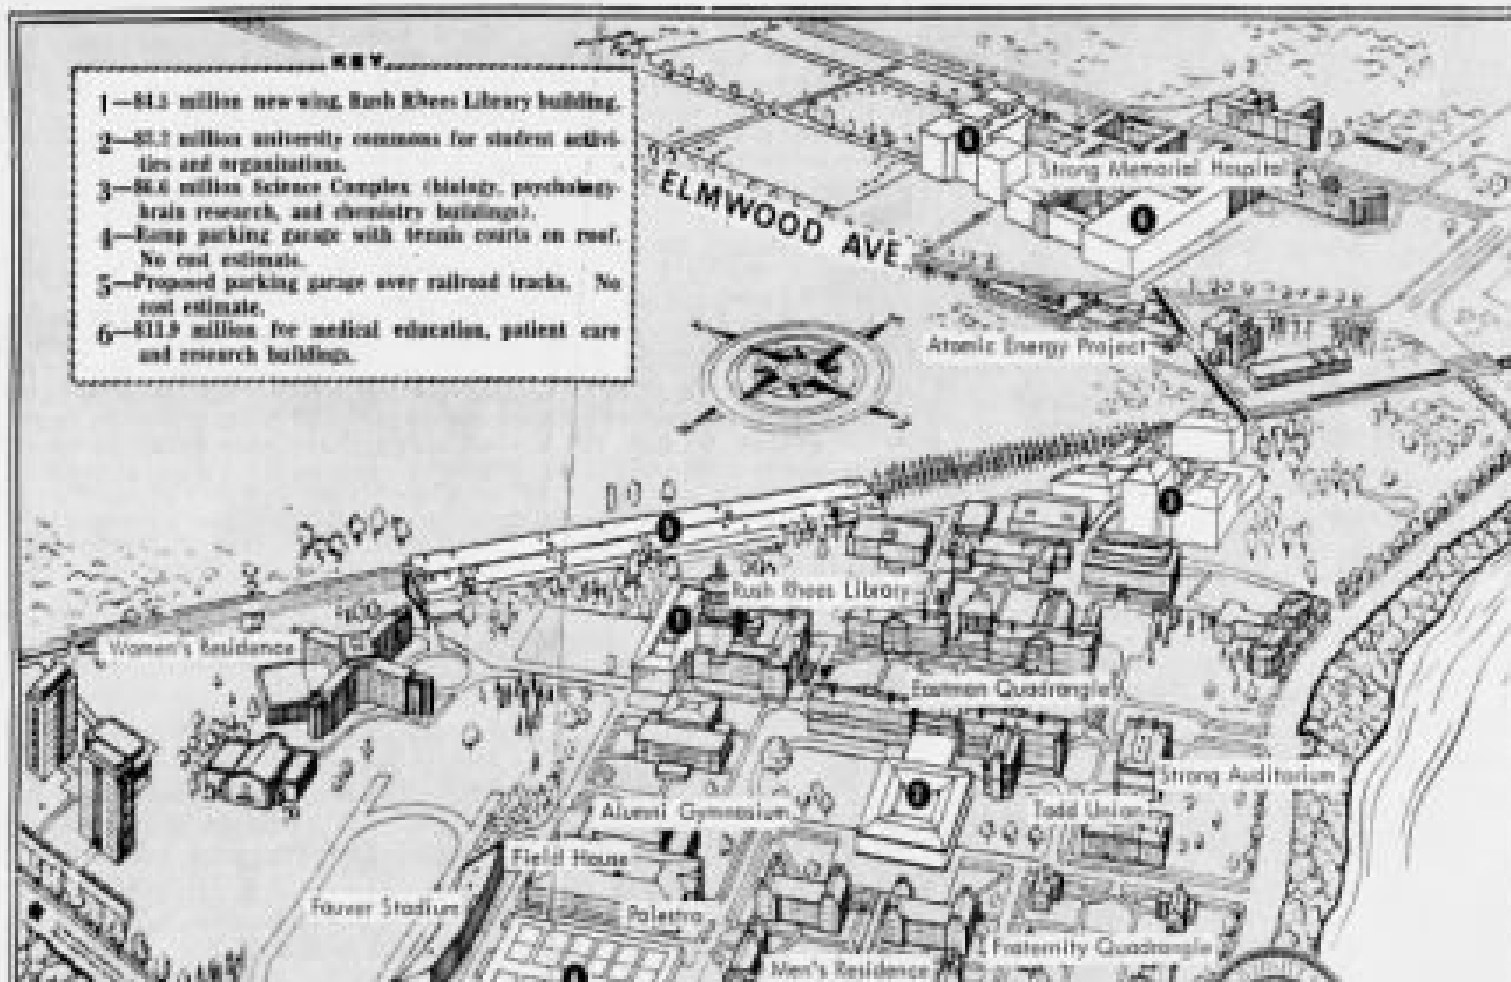 KEY
1—$4.5 million new wing, Rush Rhees Library building.
2—$3.2 million university commons for student activi-
ties and organizations.
3—$6.6 million Science Complex (biology, psychology-
brain research, and chemistry buildings).
4—Ramp parking garage with tennis courts on roof.
No cost estimate.
5—Proposed parking garage over railroad tracks. No
cost estimate.
6—$11.9 million for medical education, patient care
and research buildings.
Strong Memorial Hospital
ELMWOOD AVE.
Atomic Energy Project
Rush Rhees Library
Women's Residence
Eastman Quadrangle
Strong Auditorium
Alumni Gymnasium
Todd Union
Field House
Fauver Stadium
Palestra
Fraternity Quadrangle
Men's Residence